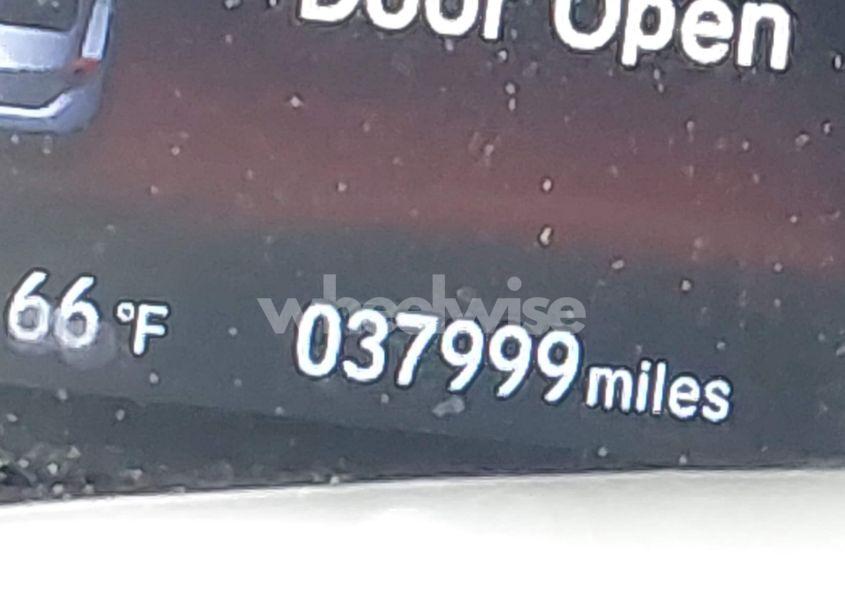 Door Open
66 °F
037999 miles
wheelwise